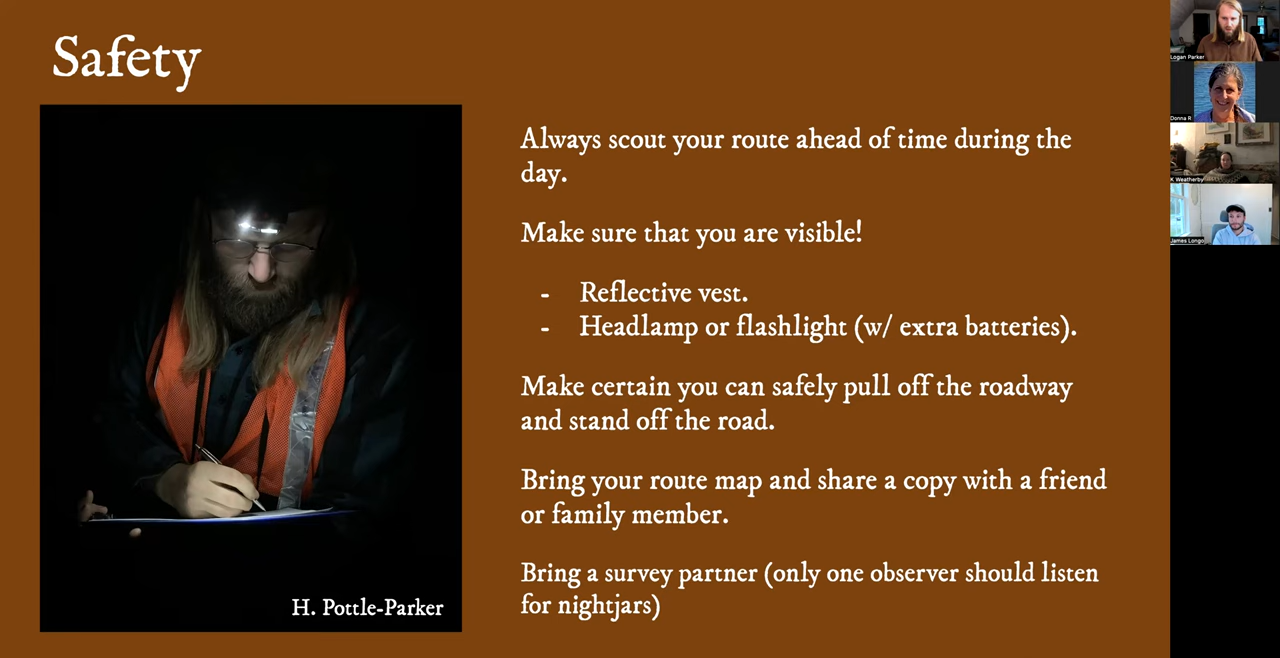 Safety
Always scout your route ahead of time during the
day.
Make sure that you are visible!
- Reflective vest.
- Headlamp or flashlight (w/ extra batteries).
Make certain you can safely pull off the roadway
and stand off the road.
Bring your route map and share a copy with a friend
or family member.
Bring a survey partner (only one observer should listen
for nightjars)
H. Pottle-Parker
Logan Parker
Donna R
K Weatherby
James Longo